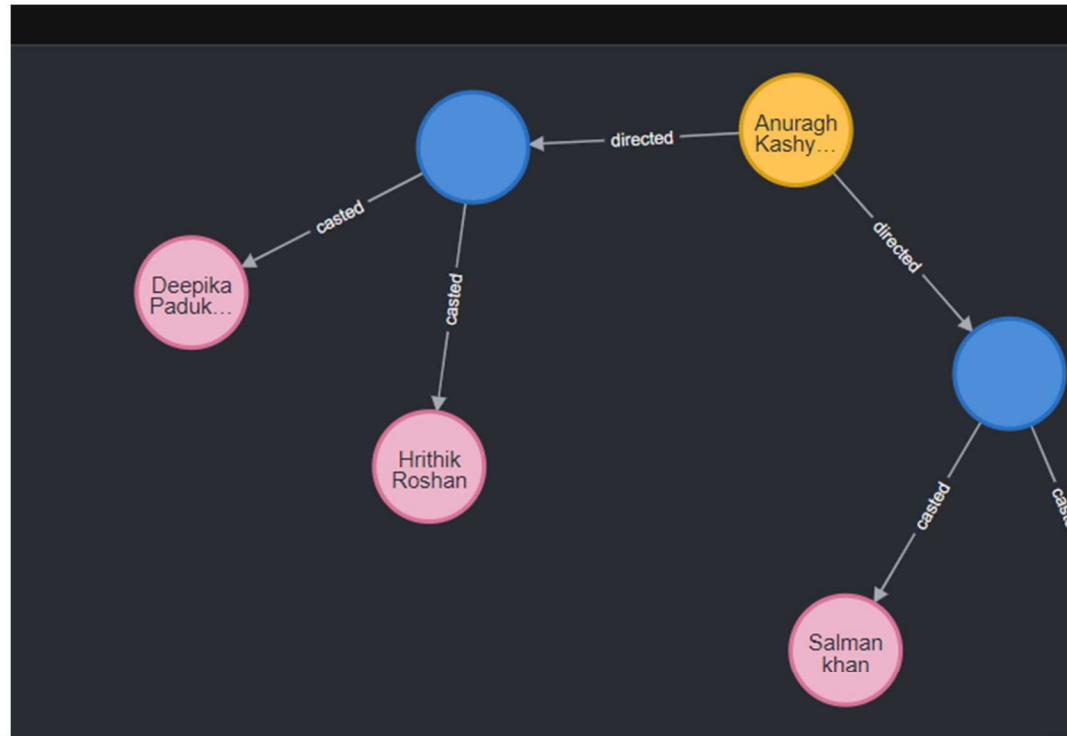 directed
Anuragh
Kashy...
casted
directed
Deepika
Paduk...
casted
Hrithik
Roshan
casted
Salman
khan